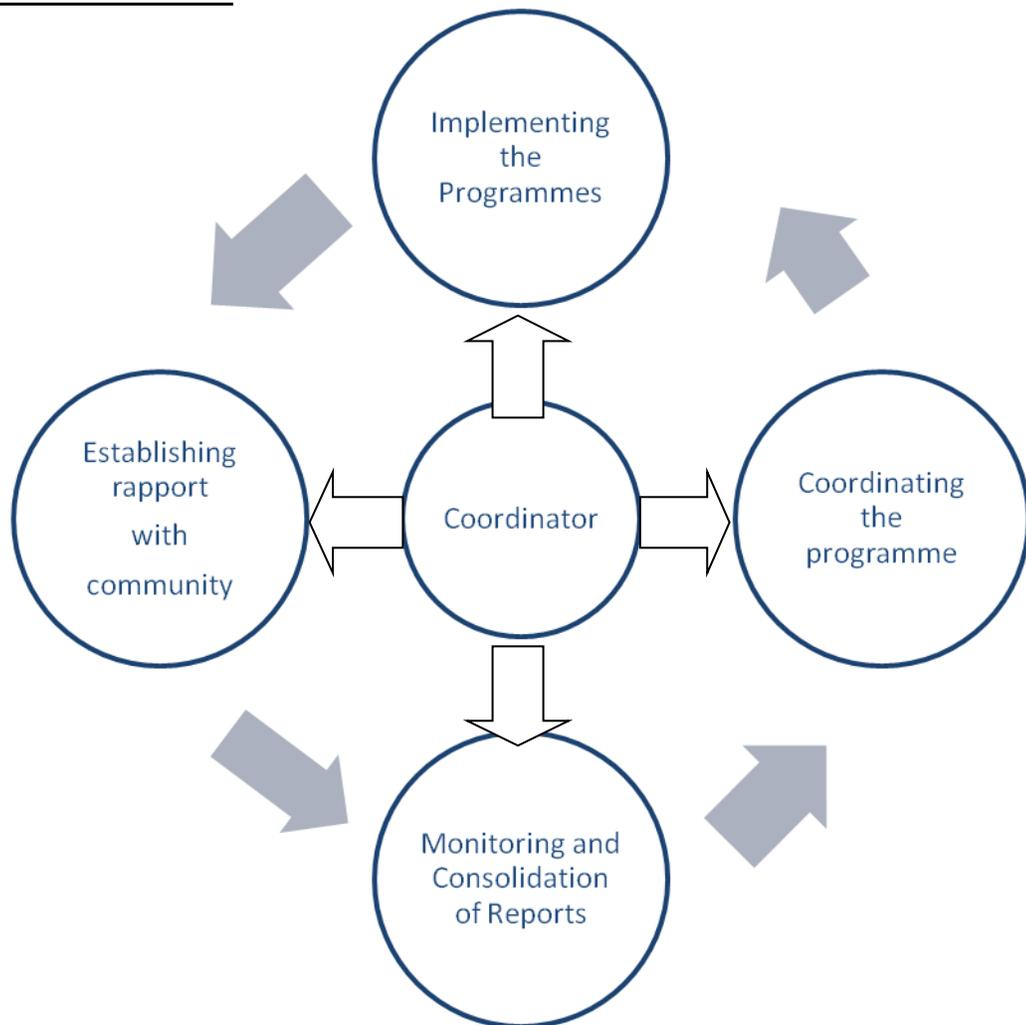 Implementing
the
Programmes
Establishing
rapport
with
community
Coordinator
Coordinating
the
programme
Monitoring and
Consolidation
of Reports